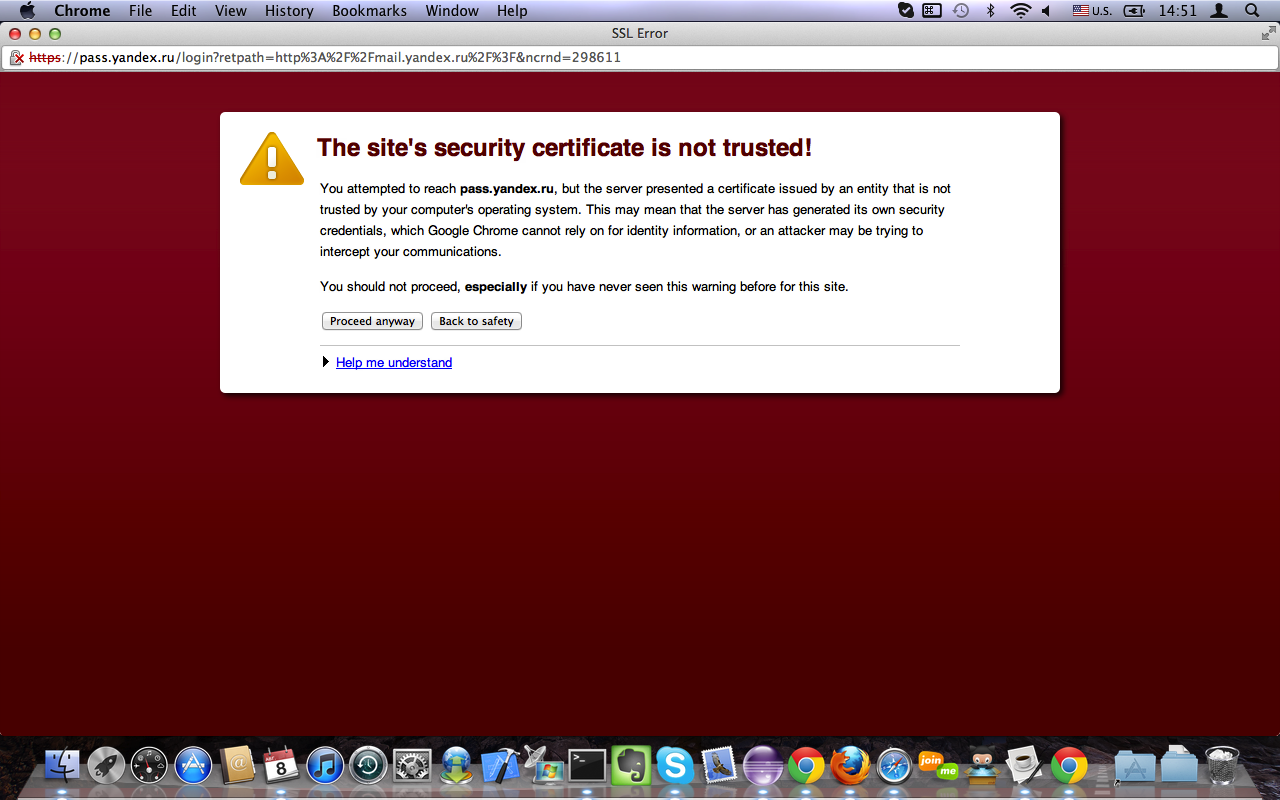 Chrome File Edit View History Bookmarks Window Help U.S. 14:51
SSL Error
https://pass.yandex.ru/login?retpath=http%3A%2F%2Fmail.yandex.ru%2F%3F&ncrnd=298611
The site's security certificate is not trusted!
You attempted to reach pass.yandex.ru, but the server presented a certificate issued by an entity that is not
trusted by your computer's operating system. This may mean that the server has generated its own security
credentials, which Google Chrome cannot rely on for identity information, or an attacker may be trying to
intercept your communications.
You should not proceed, especially if you have never seen this warning before for this site.
Proceed anyway Back to safety
Help me understand
8
join
me